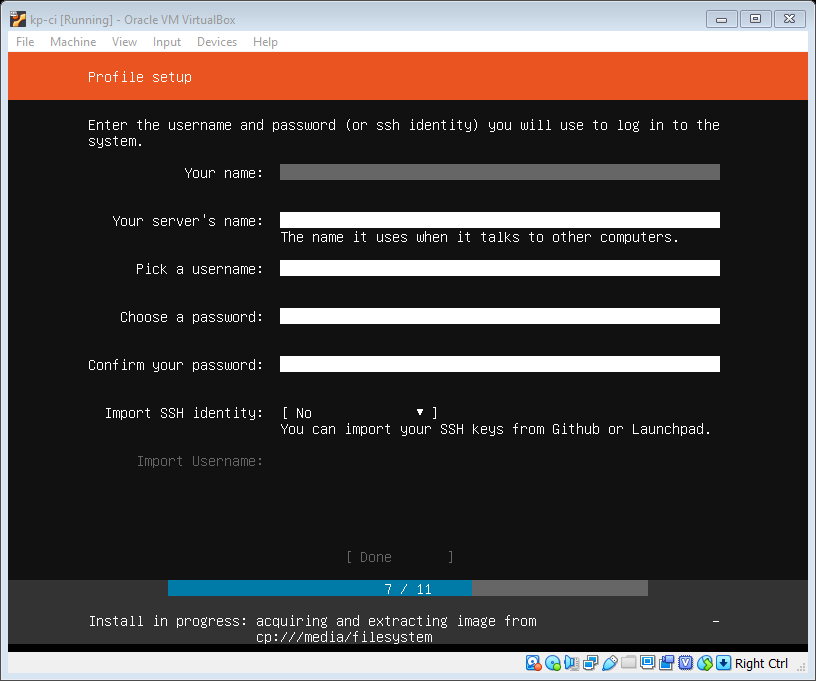 kp-ci [Running] - Oracle VM VirtualBox
File Machine View Input Devices Help
Profile setup
Enter the username and password (or ssh identity) you will use to log in to the
system.
Your name:
Your server's name:
The name it uses when it talks to other computers.
Pick a username:
Choose a password:
Confirm your password:
Import SSH identity: [ No ▼ ]
You can import your SSH keys from Github or Launchpad.
Import Username:
[ Done ]
7 / 11
Install in progress: acquiring and extracting image from -
cp:///media/filesystem
Right Ctrl